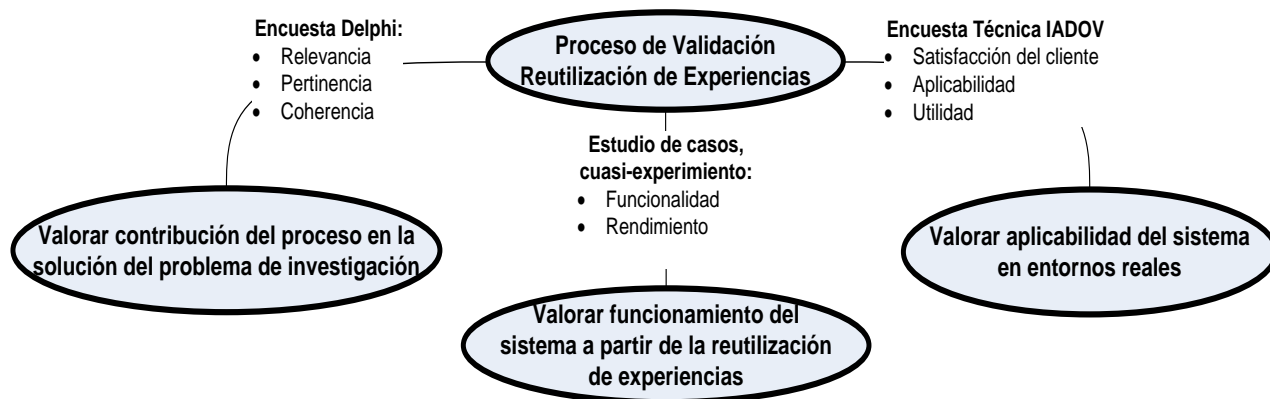 Encuesta Delphi:
• Relevancia
• Pertinencia
• Coherencia
Proceso de Validación
Reutilización de Experiencias
Encuesta Técnica IADOV
• Satisfacción del cliente
• Aplicabilidad
• Utilidad
Estudio de casos,
cuasi-experimento:
• Funcionalidad
• Rendimiento
Valorar contribución del proceso en la
solución del problema de investigación
Valorar aplicabilidad del sistema
en entornos reales
Valorar funcionamiento del
sistema a partir de la reutilización
de experiencias